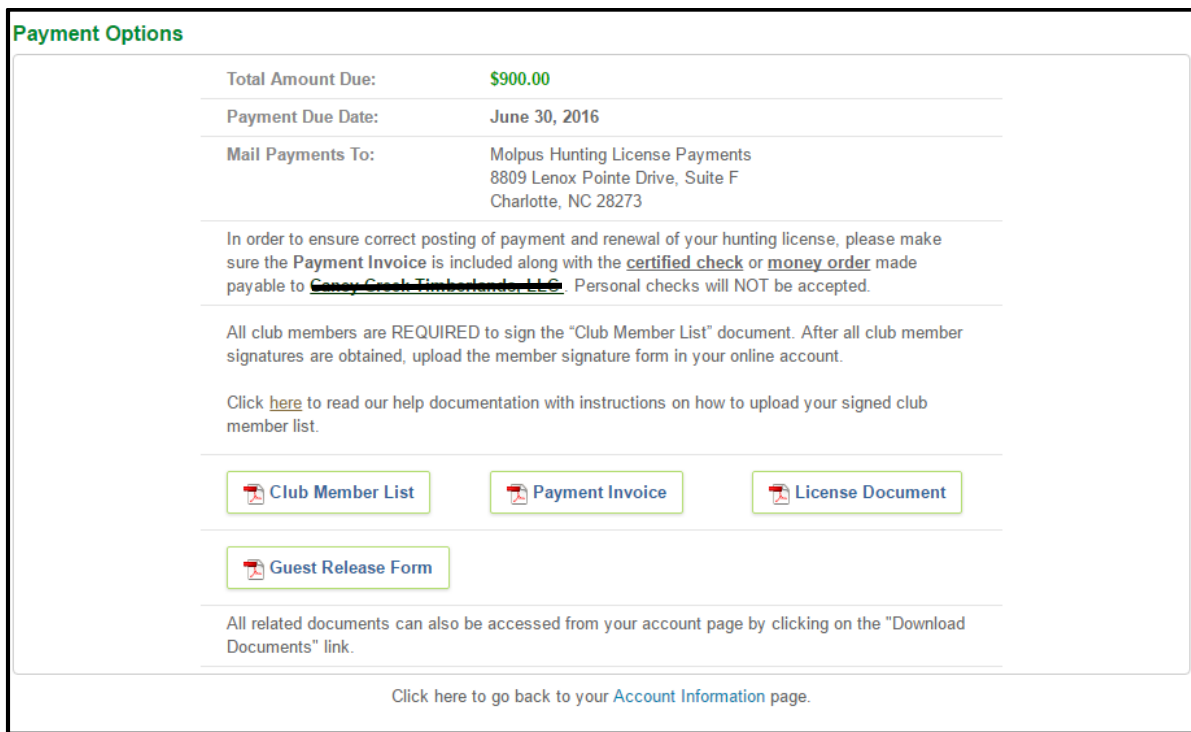 Payment Options
Total Amount Due: $900.00
Payment Due Date: June 30, 2016
Mail Payments To: Molpus Hunting License Payments
8809 Lenox Pointe Drive, Suite F
Charlotte, NC 28273
In order to ensure correct posting of payment and renewal of your hunting license, please make
sure the Payment Invoice is included along with the certified check or money order made
payable to . Personal checks will NOT be accepted.
All club members are REQUIRED to sign the “Club Member List” document. After all club member
signatures are obtained, upload the member signature form in your online account.
Click here to read our help documentation with instructions on how to upload your signed club
member list.
Club Member List Payment Invoice License Document
Guest Release Form
All related documents can also be accessed from your account page by clicking on the "Download
Documents" link.
Click here to go back to your Account Information page.